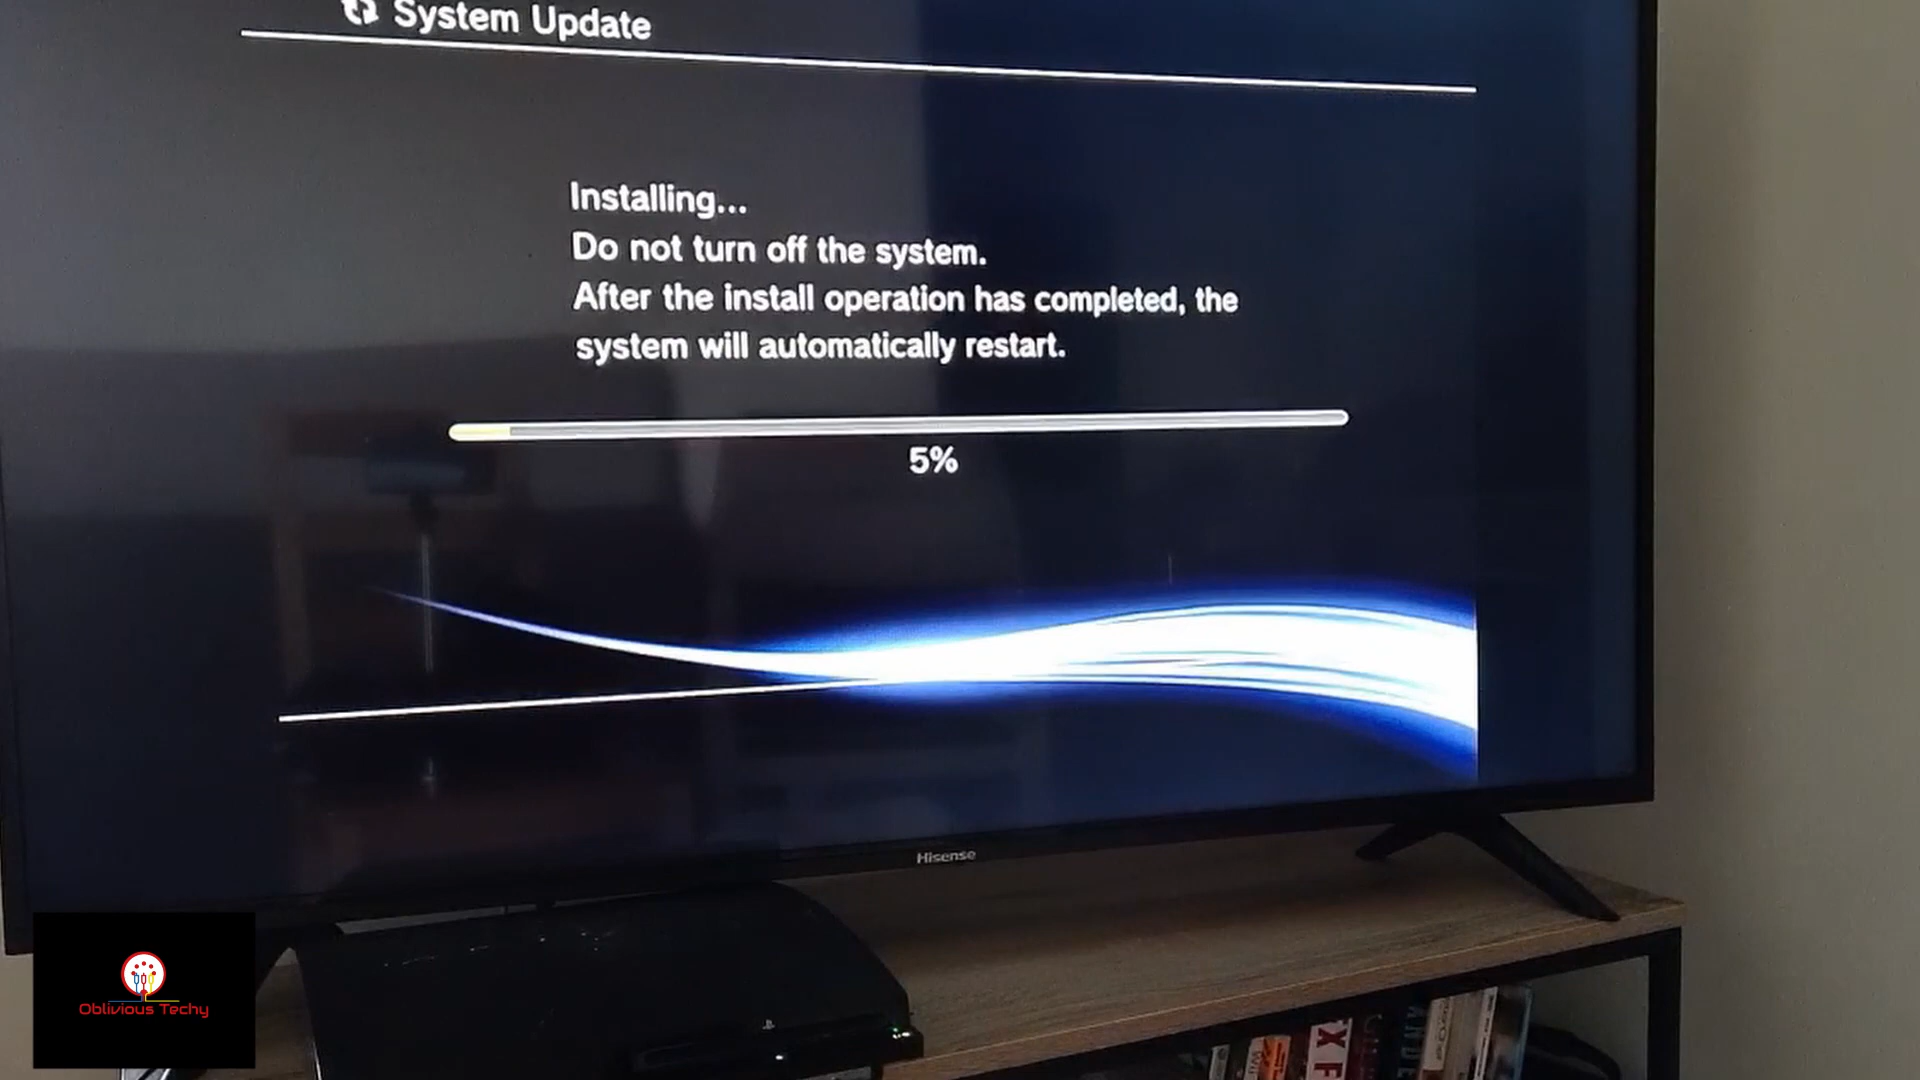 System Update
Installing...
Do not turn off the system.
After the install operation has completed, the
system will automatically restart.
5%
Hisense
Oblivious Techy